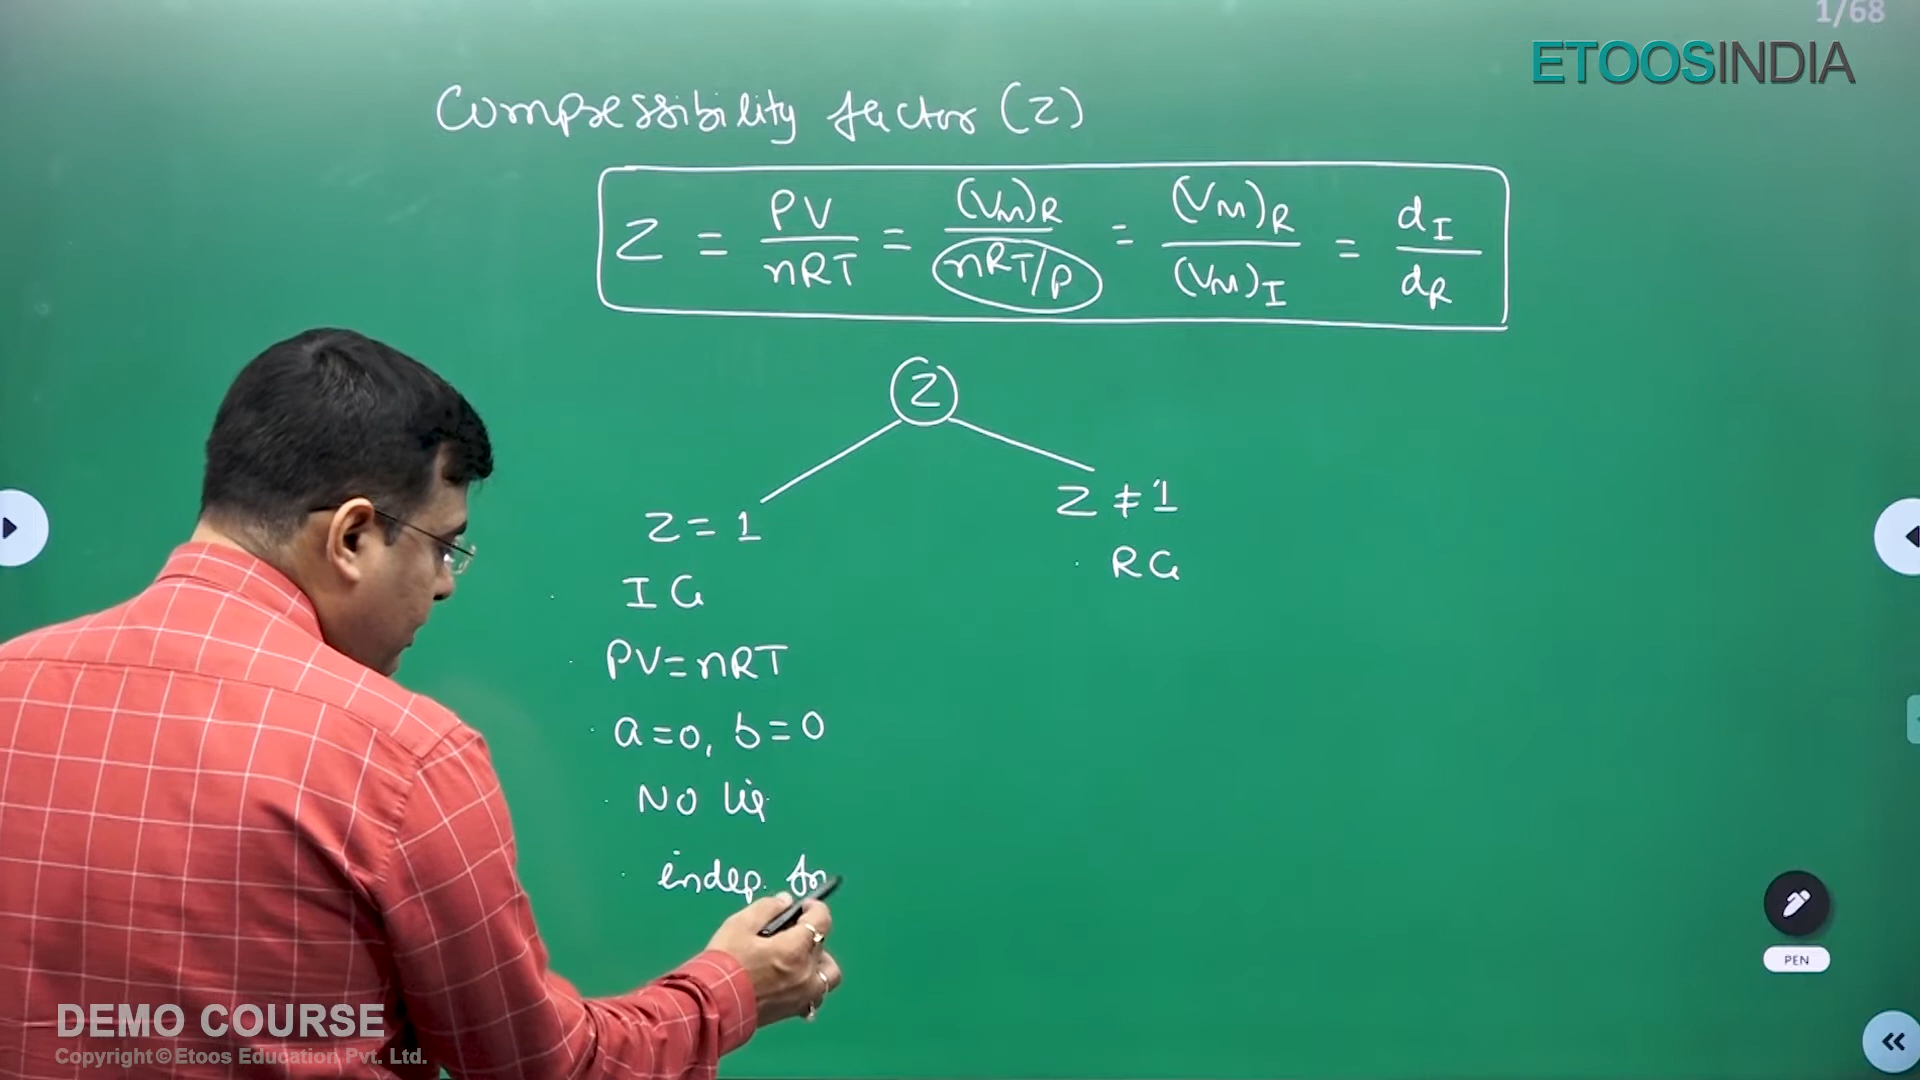 1/68
ETOOSINDIA
Compressibility factor (Z)
Z = PV/nRT = (VM)R/(nRT/P) = (VM)R/(VM)I = dI/dR
Z
Z = 1
Z ≠ 1
IG
RG
PV=nRT
a=0, b=0
NO liq
indep.
PEN
DEMO COURSE
Copyright © Etoos Education Pvt. Ltd.